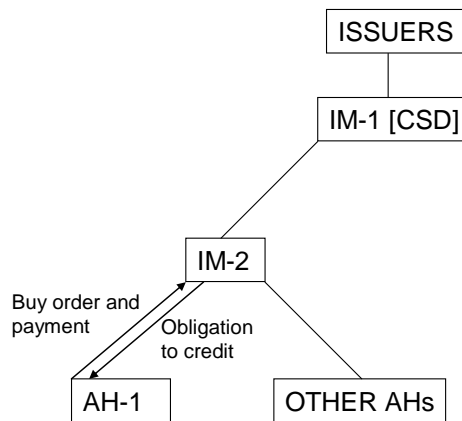 ISSUERS
IM-1 [CSD]
IM-2
Buy order and
payment
Obligation
to credit
AH-1
OTHER AHs